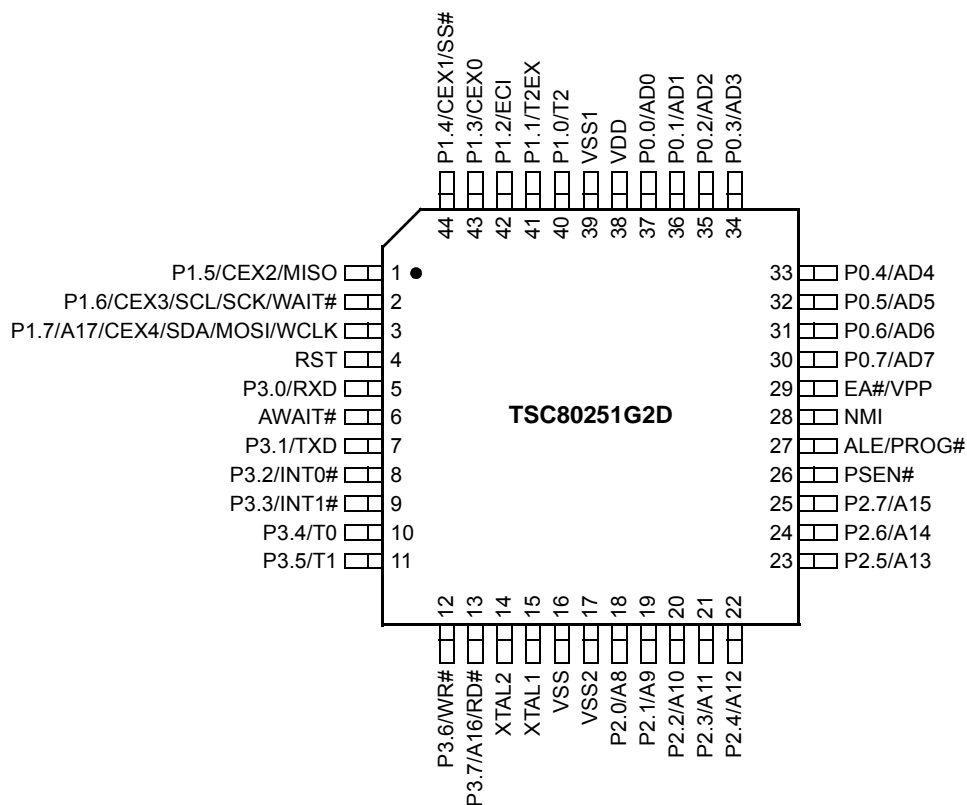 P1.4/CEX1/SS#
P1.3/CEX0
P1.2/ECI
P1.1/T2EX
P1.0/T2
VSS1
VDD
P0.0/AD0
P0.1/AD1
P0.2/AD2
P0.3/AD3
44
43
42
41
40
39
38
37
36
35
34
P1.5/CEX2/MISO 1
P1.6/CEX3/SCL/SCK/WAIT# 2
P1.7/A17/CEX4/SDA/MOSI/WCLK 3
RST 4
P3.0/RXD 5
AWAIT# 6
P3.1/TXD 7
P3.2/INT0# 8
P3.3/INT1# 9
P3.4/T0 10
P3.5/T1 11
TSC80251G2D
33 P0.4/AD4
32 P0.5/AD5
31 P0.6/AD6
30 P0.7/AD7
29 EA#/VPP
28 NMI
27 ALE/PROG#
26 PSEN#
25 P2.7/A15
24 P2.6/A14
23 P2.5/A13
12
13
14
15
16
17
18
19
20
21
22
P3.6/WR#
P3.7/A16/RD#
XTAL2
XTAL1
VSS
VSS2
P2.0/A8
P2.1/A9
P2.2/A10
P2.3/A11
P2.4/A12